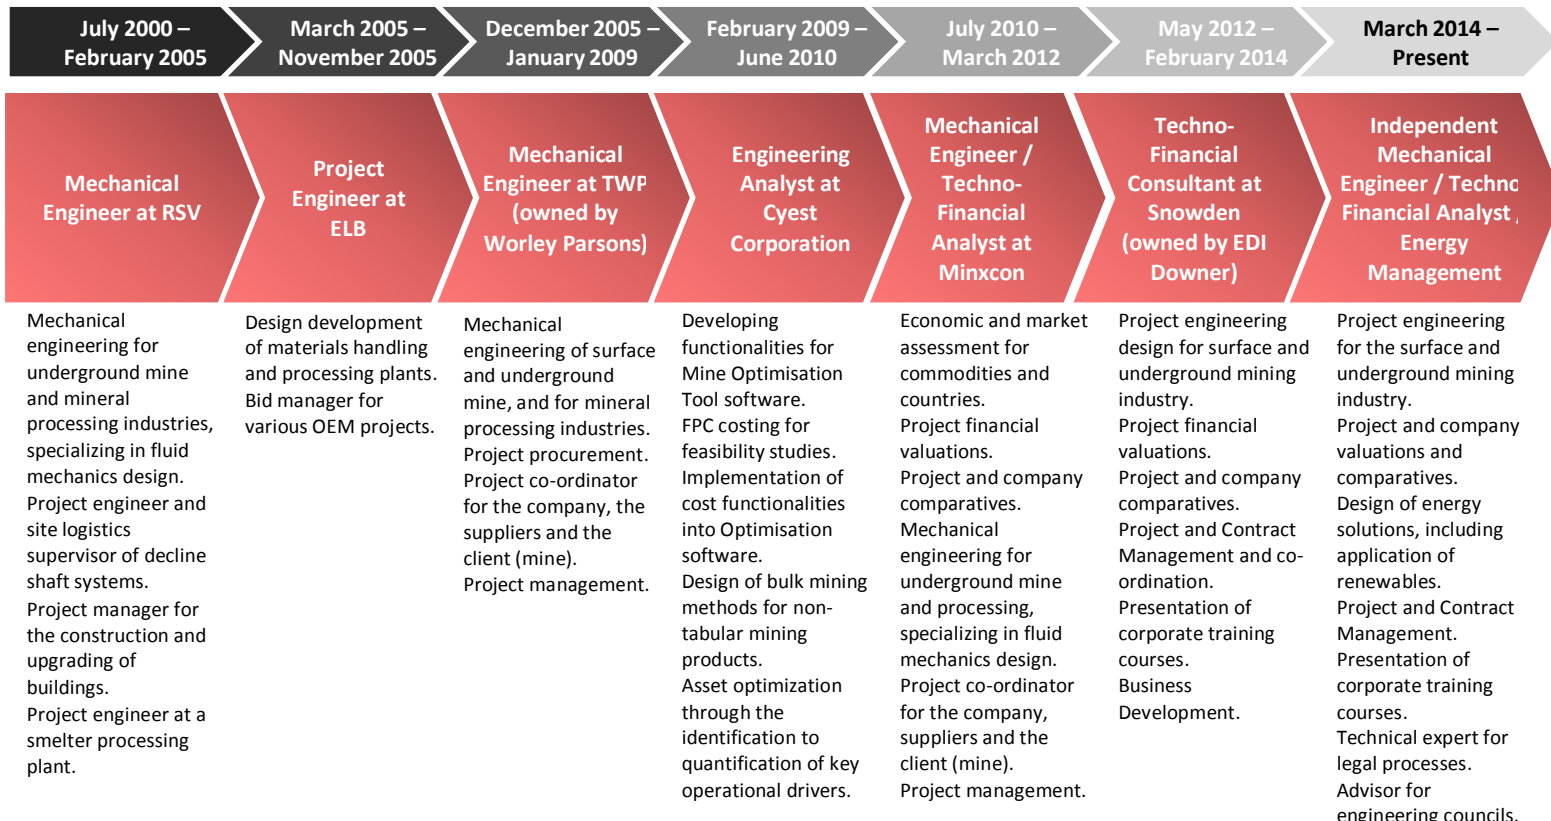 July 2000 –
February 2005
March 2005 –
November 2005
December 2005 –
January 2009
February 2009 –
June 2010
July 2010 –
March 2012
May 2012 –
February 2014
March 2014 –
Present
Mechanical
Engineer at RSV
Project
Engineer at
ELB
Mechanical
Engineer at TWP
(owned by
Worley Parsons)
Engineering
Analyst at
Cyest
Corporation
Mechanical
Engineer /
Techno-
Financial
Analyst at
Minxcon
Techno-
Financial
Consultant at
Snowden
(owned by EDI
Downer)
Independent
Mechanical
Engineer / Techno
Financial Analyst /
Energy
Management
Mechanical
engineering for
underground mine
and mineral
processing industries,
specializing in fluid
mechanics design.
Project engineer and
site logistics
supervisor of decline
shaft systems.
Project manager for
the construction and
upgrading of
buildings.
Project engineer at a
smelter processing
plant.
Design development
of materials handling
and processing plants.
Bid manager for
various OEM projects.
Mechanical
engineering of surface
and underground
mine, and for mineral
processing industries.
Project procurement.
Project co-ordinator
for the company, the
suppliers and the
client (mine).
Project management.
Developing
functionalities for
Mine Optimisation
Tool software.
FPC costing for
feasibility studies.
Implementation of
cost functionalities
into Optimisation
software.
Design of bulk mining
methods for non-
tabular mining
products.
Asset optimization
through the
identification to
quantification of key
operational drivers.
Economic and market
assessment for
commodities and
countries.
Project financial
valuations.
Project and company
comparatives.
Mechanical
engineering for
underground mine
and processing,
specializing in fluid
mechanics design.
Project co-ordinator
for the company,
suppliers and the
client (mine).
Project management.
Project engineering
design for surface and
underground mining
industry.
Project financial
valuations.
Project and company
comparatives.
Project and Contract
Management and co-
ordination.
Presentation of
corporate training
courses.
Business
Development.
Project engineering
for the surface and
underground mining
industry.
Project and company
valuations and
comparatives.
Design of energy
solutions, including
application of
renewables.
Project and Contract
Management.
Presentation of
corporate training
courses.
Technical expert for
legal processes.
Advisor for
engineering councils.